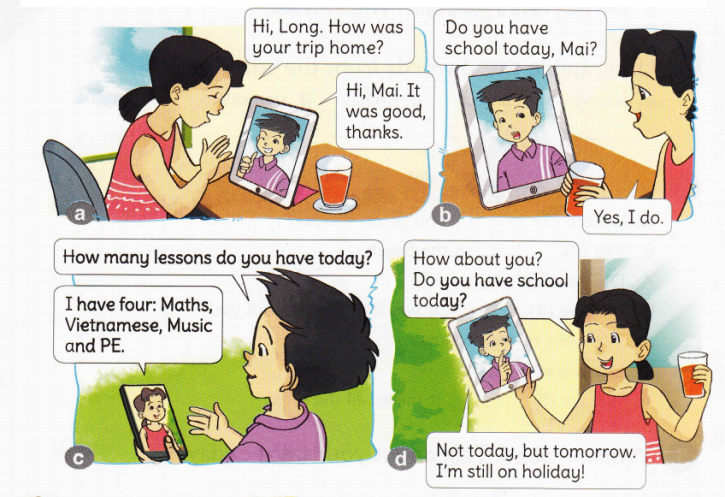 Hi, Long. How was
your trip home?
Hi, Mai. It
was good,
thanks.
a
Do you have
school today, Mai?
Yes, I do.
b
How many lessons do you have today?
I have four: Maths,
Vietnamese, Music
and PE.
c
How about you?
Do you have school
today?
Not today, but tomorrow.
I'm still on holiday!
d